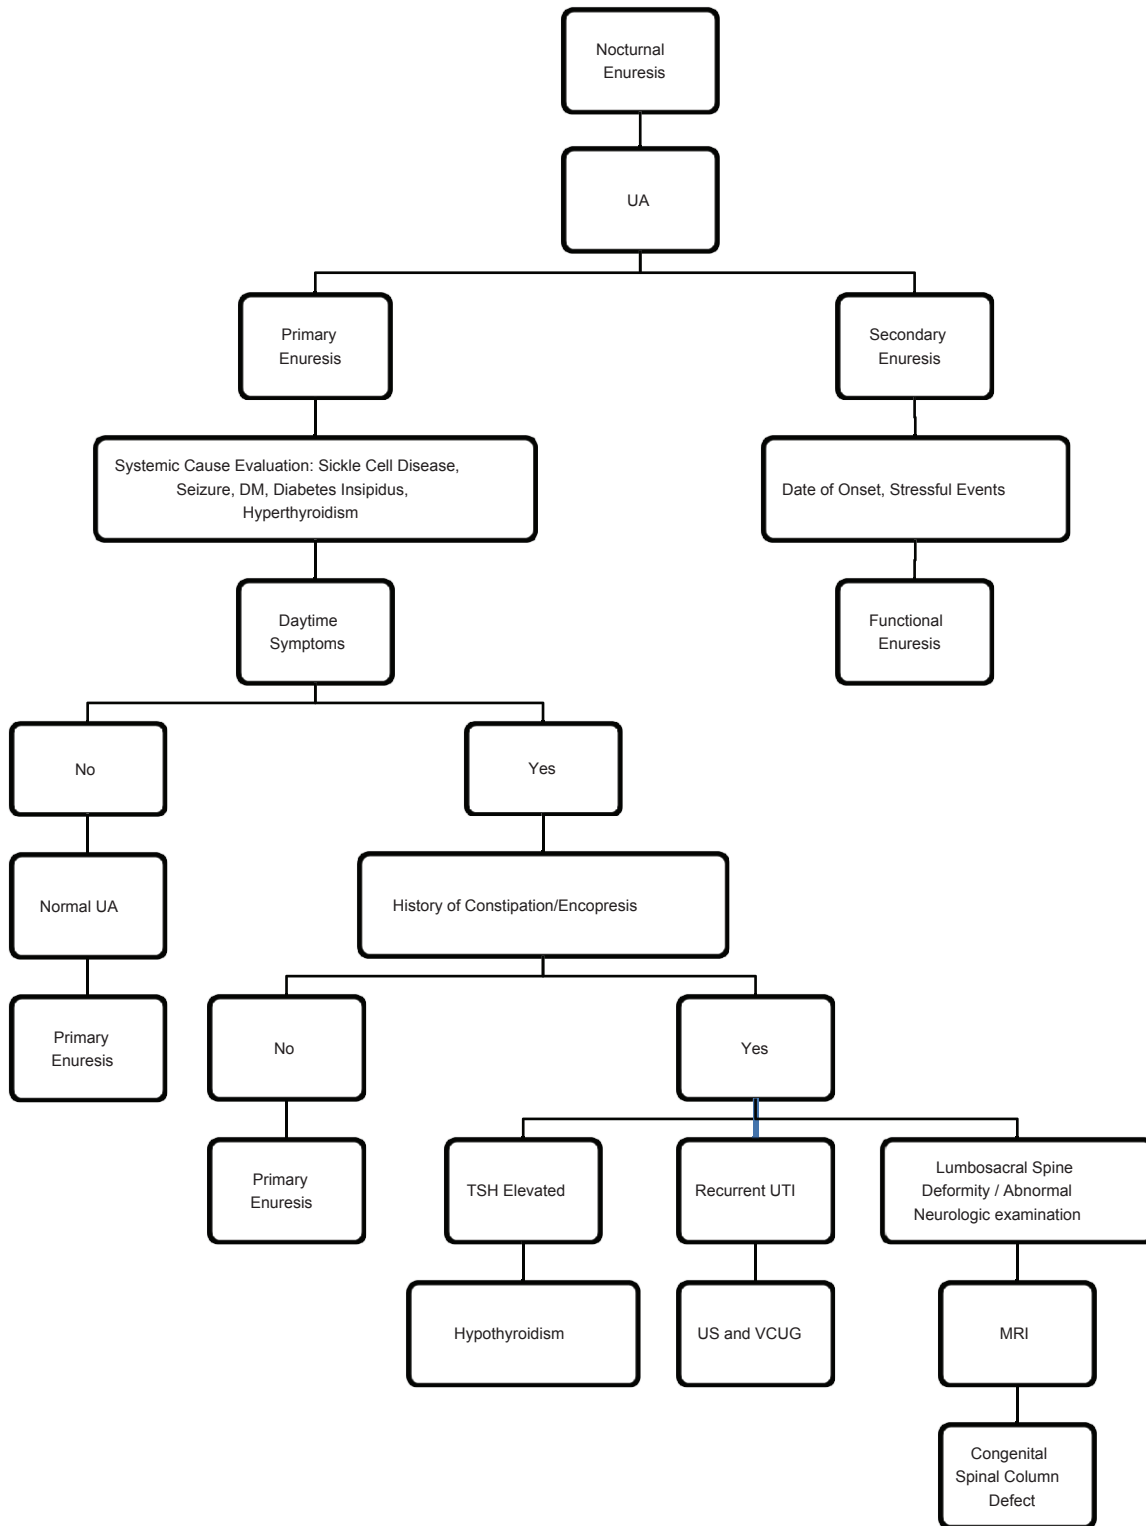 Nocturnal
Enuresis
UA
Primary
Enuresis
Secondary
Enuresis
Systemic Cause Evaluation: Sickle Cell Disease,
Seizure, DM, Diabetes Insipidus,
Hyperthyroidism
Date of Onset, Stressful Events
Daytime
Symptoms
Functional
Enuresis
No
Yes
Normal UA
History of Constipation/Encopresis
Primary
Enuresis
No
Yes
Primary
Enuresis
TSH Elevated
Recurrent UTI
Lumbosacral Spine
Deformity / Abnormal
Neurologic examination
Hypothyroidism
US and VCUG
MRI
Congenital
Spinal Column
Defect